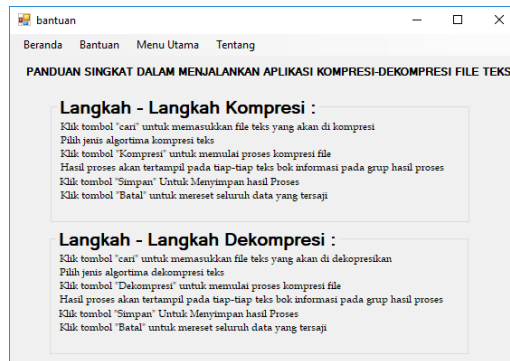 bantuan
Beranda Bantuan Menu Utama Tentang
PANDUAN SINGKAT DALAM MENJALANKAN APLIKASI KOMPRESI-DEKOMPRESI FILE TEKS
Langkah - Langkah Kompresi :
Klik tombol "cari" untuk memasukkan file teks yang akan di kompresi
Pilih jenis algortima kompresi teks
Klik tombol "Kompresi" untuk memulai proses kompresi file
Hasil proses akan tertampil pada tiap-tiap teks bok informasi pada grup hasil proses
Klik tombol "Simpan" Untuk Menyimpan hasil Proses
Klik tombol "Batal" untuk mereset seluruh data yang tersaji
Langkah - Langkah Dekompresi :
Klik tombol "cari" untuk memasukkan file teks yang akan di dekopresikan
Pilih jenis algortima dekompresi teks
Klik tombol "Dekompresi" untuk memulai proses kompresi file
Hasil proses akan tertampil pada tiap-tiap teks bok informasi pada grup hasil proses
Klik tombol "Simpan" Untuk Menyimpan hasil Proses
Klik tombol "Batal" untuk mereset seluruh data yang tersaji